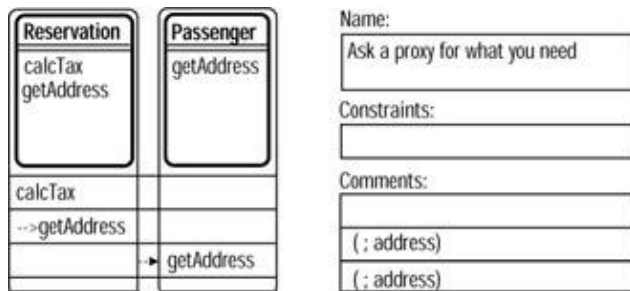 Reservation
calcTax
getAddress
Passenger
getAddress
calcTax
-->getAddress
getAddress
Name:
Ask a proxy for what you need
Constraints:
Comments:
( ; address)
( ; address)